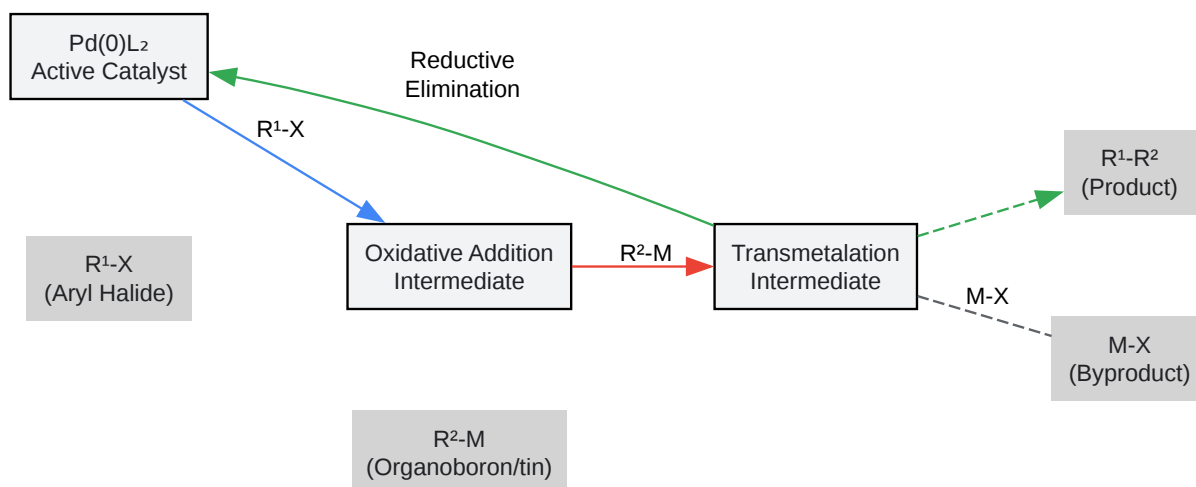 Pd(0)L₂
Active Catalyst
Reductive
Elimination
R¹-X
R¹-R²
(Product)
Oxidative Addition
Intermediate
R²-M
Transmetalation
Intermediate
R¹-X
(Aryl Halide)
M-X
M-X
(Byproduct)
R²-M
(Organoboron/tin)